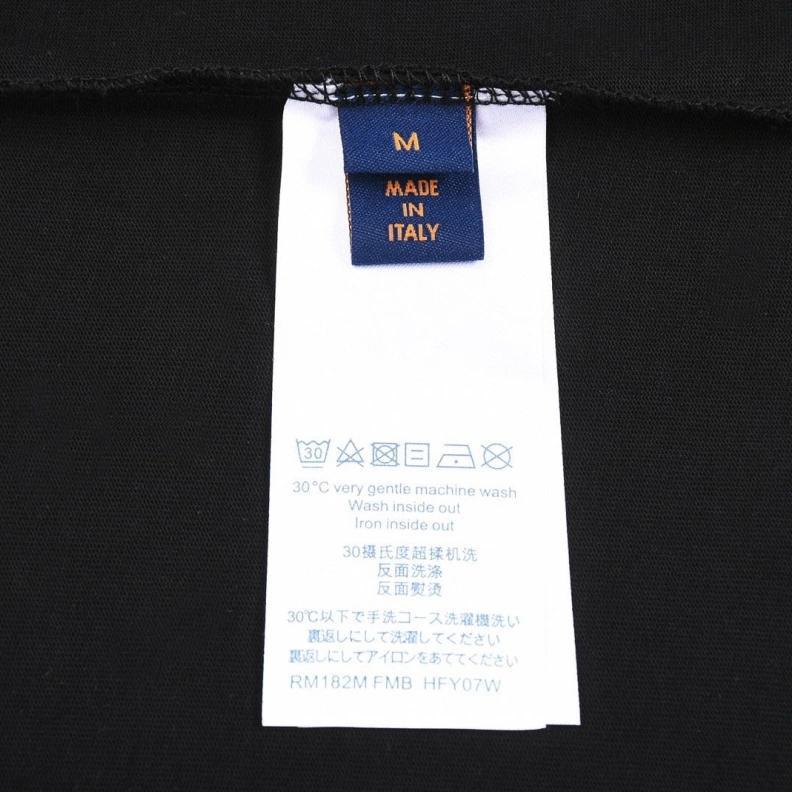 M
MADE
IN
ITALY
30
30°C very gentle machine wash
Wash inside out
Iron inside out
30摄氏度超揉机洗
反面洗涤
反面熨烫
30℃以下で手洗コース洗濯機洗い
裏返しにして洗濯してください
裏返しにしてアイロンをあててください
RM182M FMB HFY07W